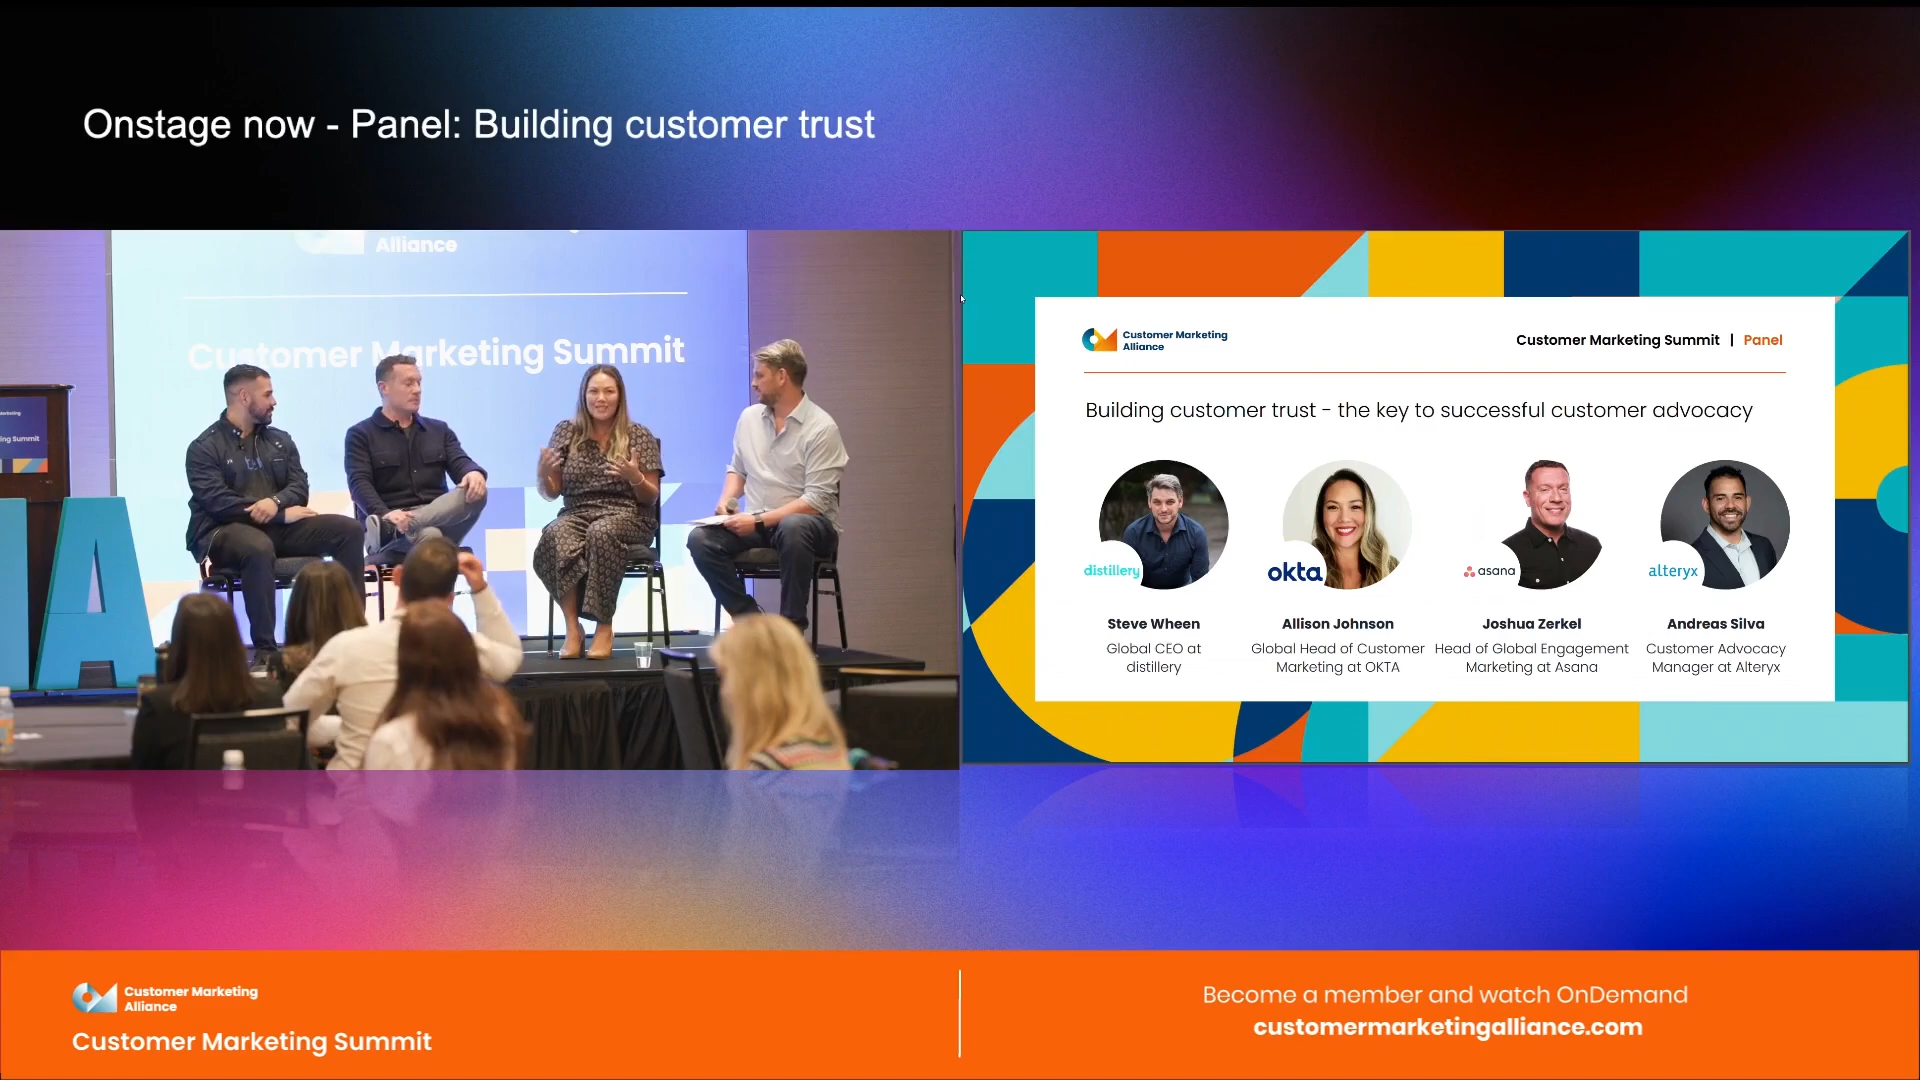 Onstage now - Panel: Building customer trust
Alliance
Customer Marketing Summit
Customer Marketing
Alliance
Customer Marketing Summit | Panel
Building customer trust - the key to successful customer advocacy
distillery
okta
asana
alteryx
Steve Wheen
Global CEO at
distillery
Allison Johnson
Global Head of Customer
Marketing at OKTA
Joshua Zerkel
Head of Global Engagement
Marketing at Asana
Andreas Silva
Customer Advocacy
Manager at Alteryx
A
Customer Marketing
Alliance
Customer Marketing Summit
Become a member and watch OnDemand
customermarketingalliance.com